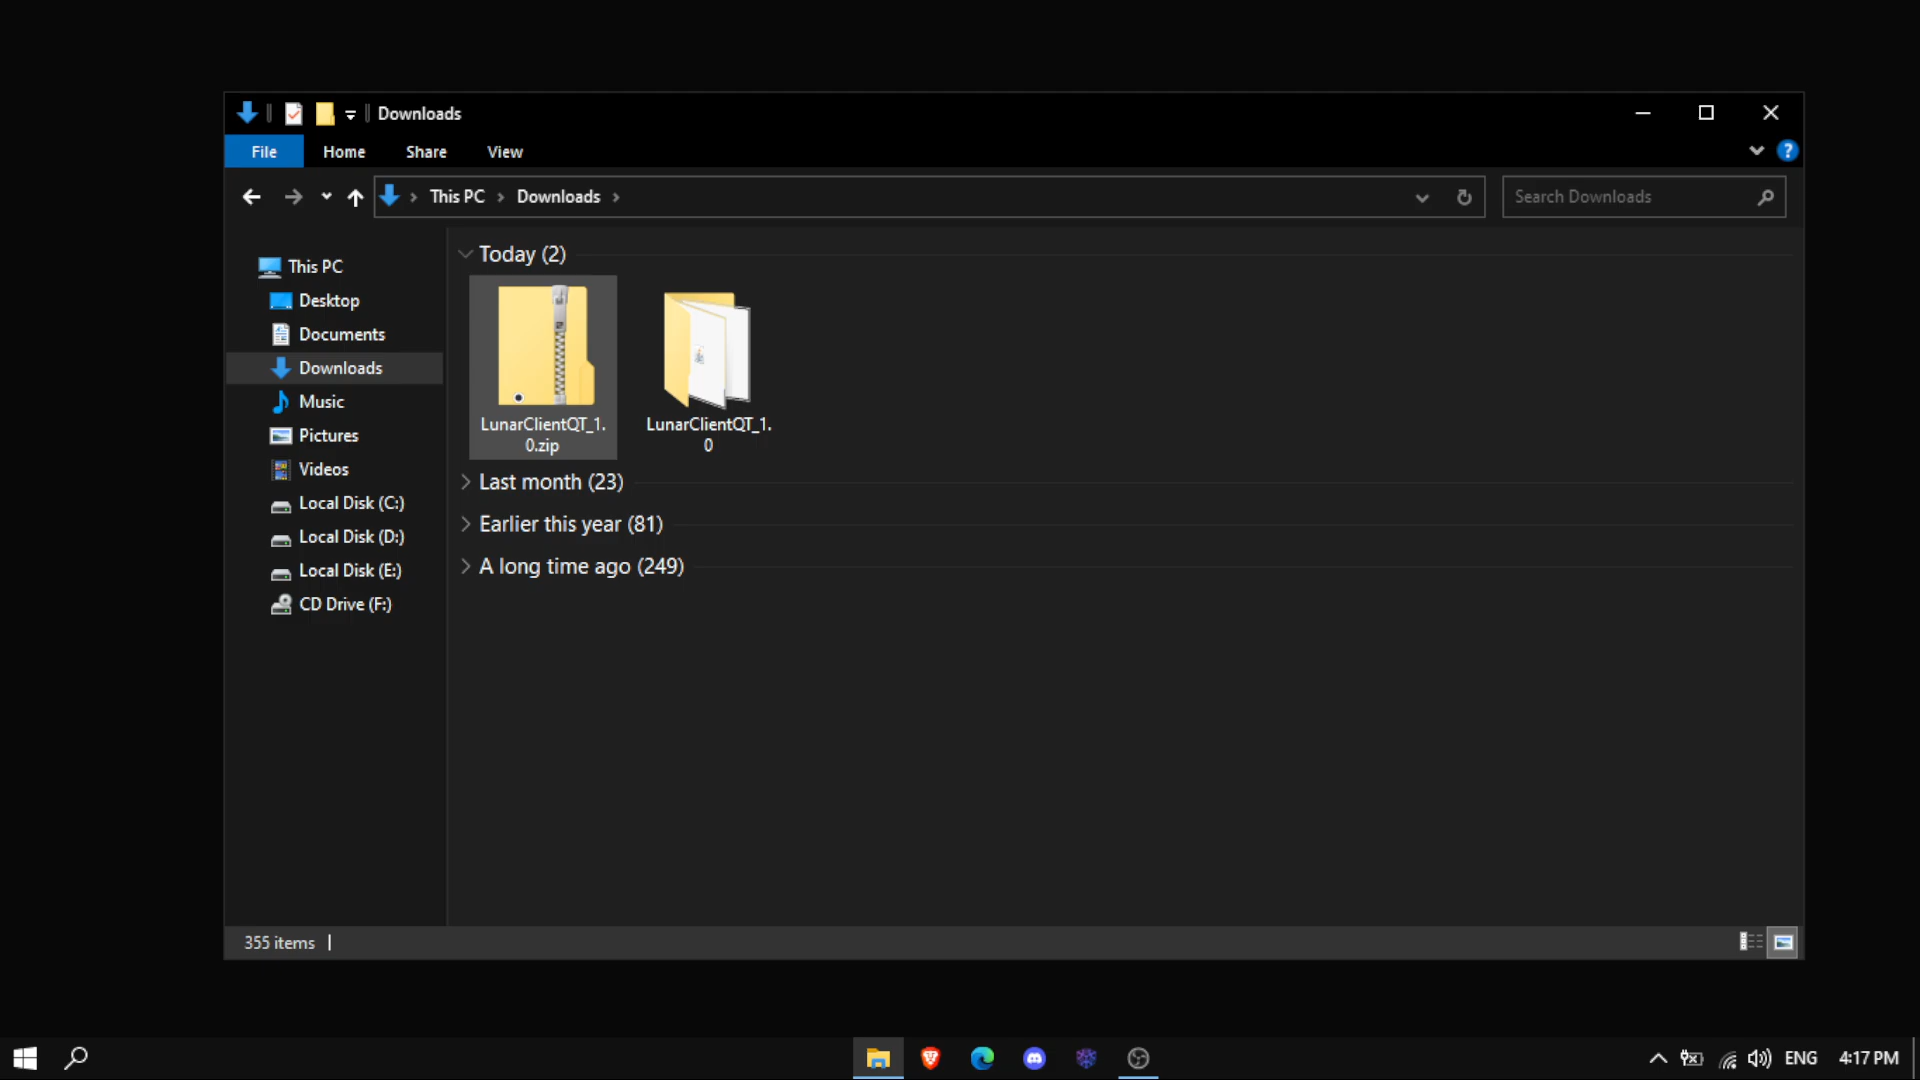 Downloads
File Home Share View
This PC Downloads
Search Downloads
This PC
Desktop
Documents
Downloads
Music
Pictures
Videos
Local Disk (C:)
Local Disk (D:)
Local Disk (E:)
CD Drive (F:)
Today (2)
LunarClientQT_1.
0.zip
LunarClientQT_1.
0
Last month (23)
Earlier this year (81)
A long time ago (249)
355 items
ENG 4:17 PM